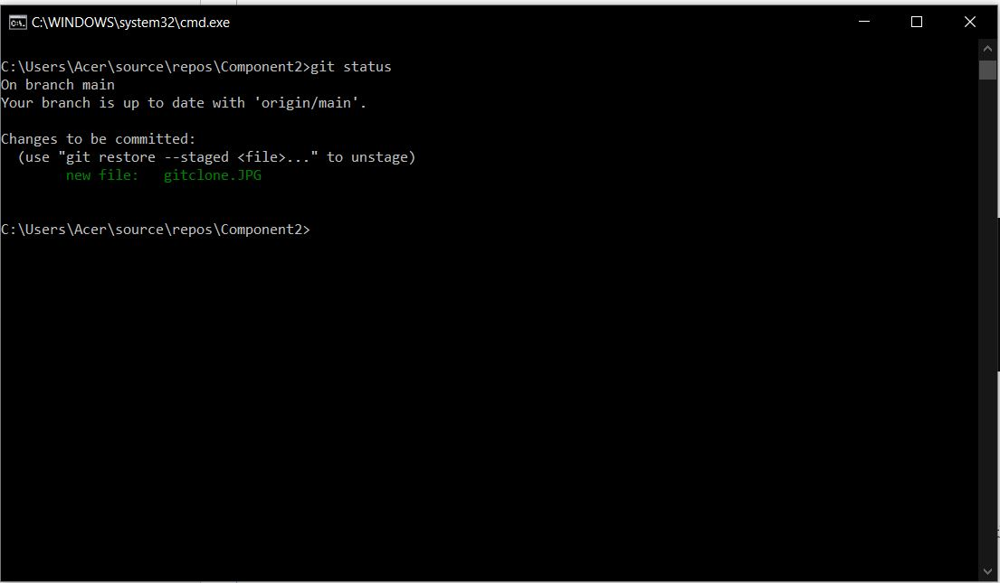 C:\WINDOWS\system32\cmd.exe
C:\Users\Acer\source\repos\Component2>git status
On branch main
Your branch is up to date with 'origin/main'.
Changes to be committed:
  (use "git restore --staged <file>..." to unstage)
        new file:   gitclone.JPG
C:\Users\Acer\source\repos\Component2>